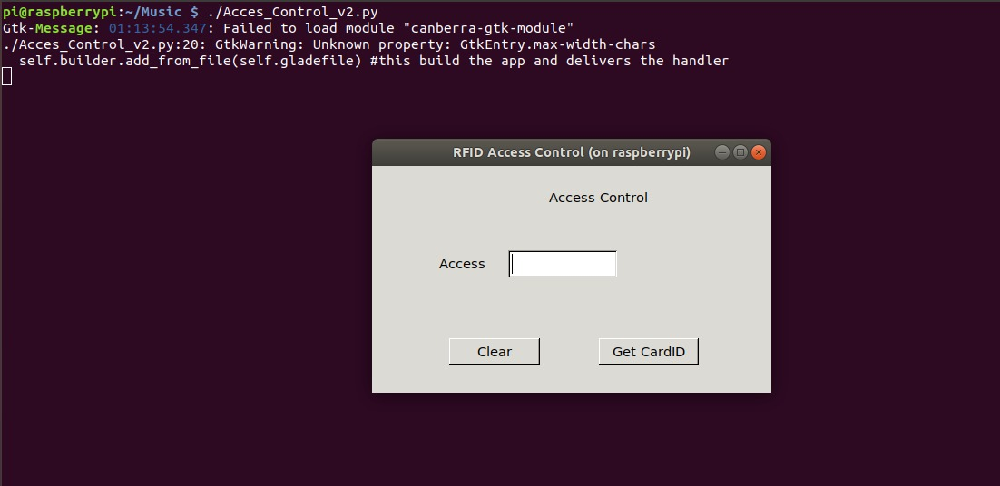 pi@raspberrypi:~/Music $ ./Acces_Control_v2.py
Gtk-Message: 01:13:54.347: Failed to load module "canberra-gtk-module"
./Acces_Control_v2.py:20: GtkWarning: Unknown property: GtkEntry.max-width-chars
  self.builder.add_from_file(self.gladefile) #this build the app and delivers the handler
RFID Access Control (on raspberrypi)
Access Control
Access
Clear
Get CardID